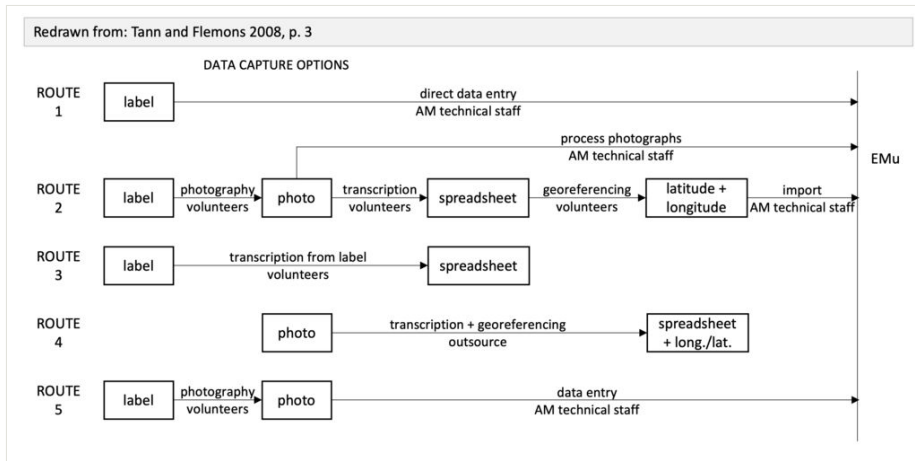 Redrawn from: Tann and Flemons 2008, p. 3
DATA CAPTURE OPTIONS
ROUTE
1
label
direct data entry
AM technical staff
process photographs
AM technical staff
EMu
ROUTE
2
label
photography
volunteers
photo
transcription
volunteers
spreadsheet
georeferencing
volunteers
latitude +
longitude
import
AM technical staff
ROUTE
3
label
transcription from label
volunteers
spreadsheet
ROUTE
4
photo
transcription + georeferencing
outsource
spreadsheet
+ long./lat.
ROUTE
5
label
photography
volunteers
photo
data entry
AM technical staff